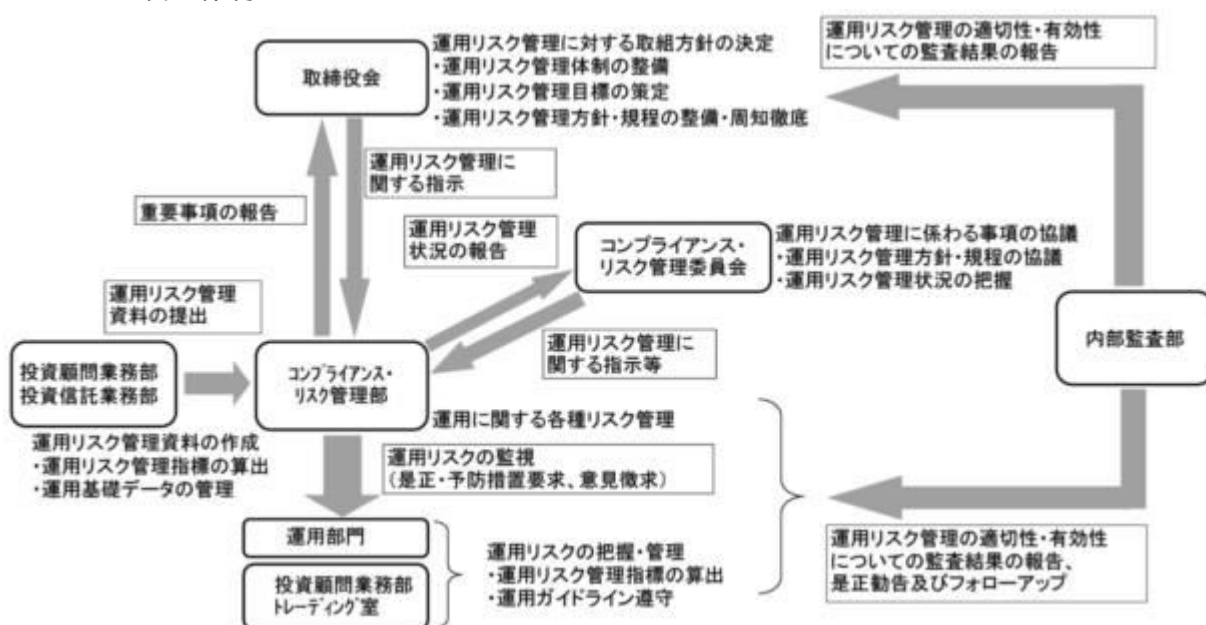 取締役会
運用リスク管理に対する取組方針の決定
・運用リスク管理体制の整備
・運用リスク管理目標の策定
・運用リスク管理方針・規程の整備・周知徹底
運用リスク管理の適切性・有効性
についての監査結果の報告
運用リスク管理に
関する指示
重要事項の報告
運用リスク管理
状況の報告
コンプライアンス・
リスク管理委員会
運用リスク管理に係わる事項の協議
・運用リスク管理方針・規程の協議
・運用リスク管理状況の把握
運用リスク管理
資料の提出
内部監査部
運用リスク管理に
関する指示等
投資顧問業務部
投資信託業務部
コンプライアンス・
リスク管理部
運用に関する各種リスク管理
運用リスク管理資料の作成
・運用リスク管理指標の算出
・運用基礎データの管理
運用リスクの監視
(是正・予防措置要求、意見徴求)
運用部門
投資顧問業務部
トレーディング室
運用リスクの把握・管理
・運用リスク管理指標の算出
・運用ガイドライン遵守
運用リスク管理の適切性・有効性
についての監査結果の報告、
是正勧告及びフォローアップ